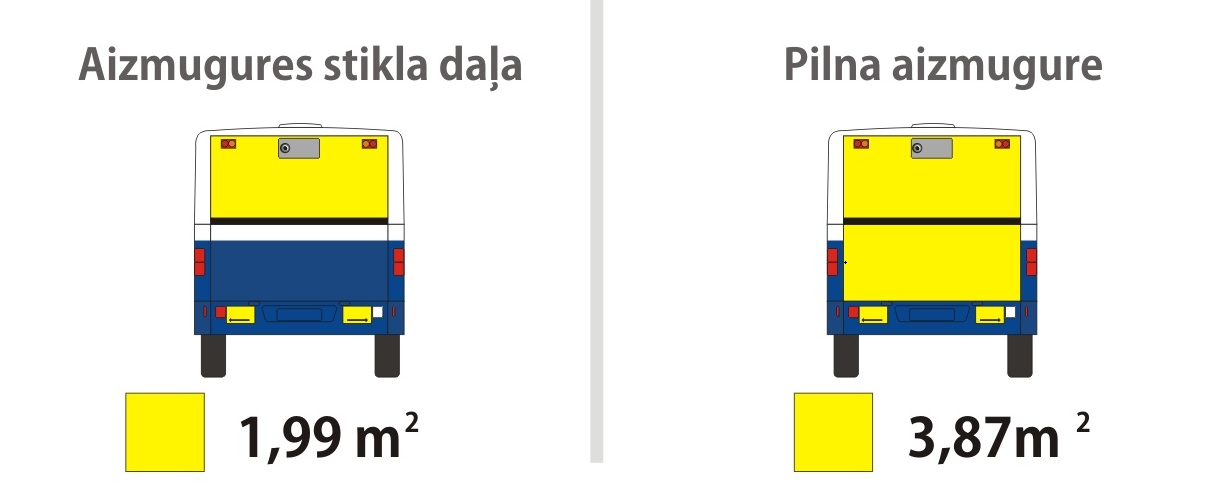 Aizmugures stikla daļa
1,99 m²
Pilna aizmugure
3,87m ²